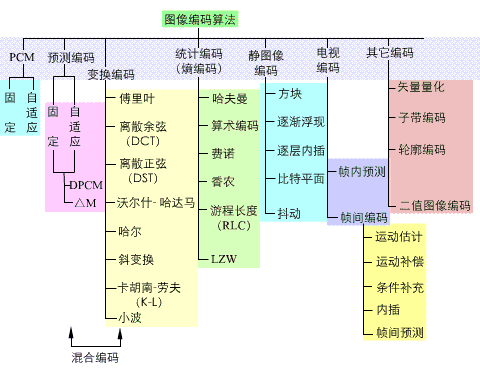 图像编码算法
PCM
预测编码
变换编码
统计编码
(熵编码)
静图像
编码
电视
编码
其它编码
固定
自适应
固定
自适应
DPCM
△M
傅里叶
离散余弦
(DCT)
离散正弦
(DST)
沃尔什-哈达马
哈尔
斜变换
卡胡南-劳夫
(K-L)
小波
混合编码
哈夫曼
算术编码
费诺
香农
游程长度
(RLC)
LZW
方块
逐渐浮现
逐层内插
比特平面
抖动
帧内预测
帧间编码
运动估计
运动补偿
条件补充
内插
帧间预测
矢量量化
子带编码
轮廓编码
二值图像编码